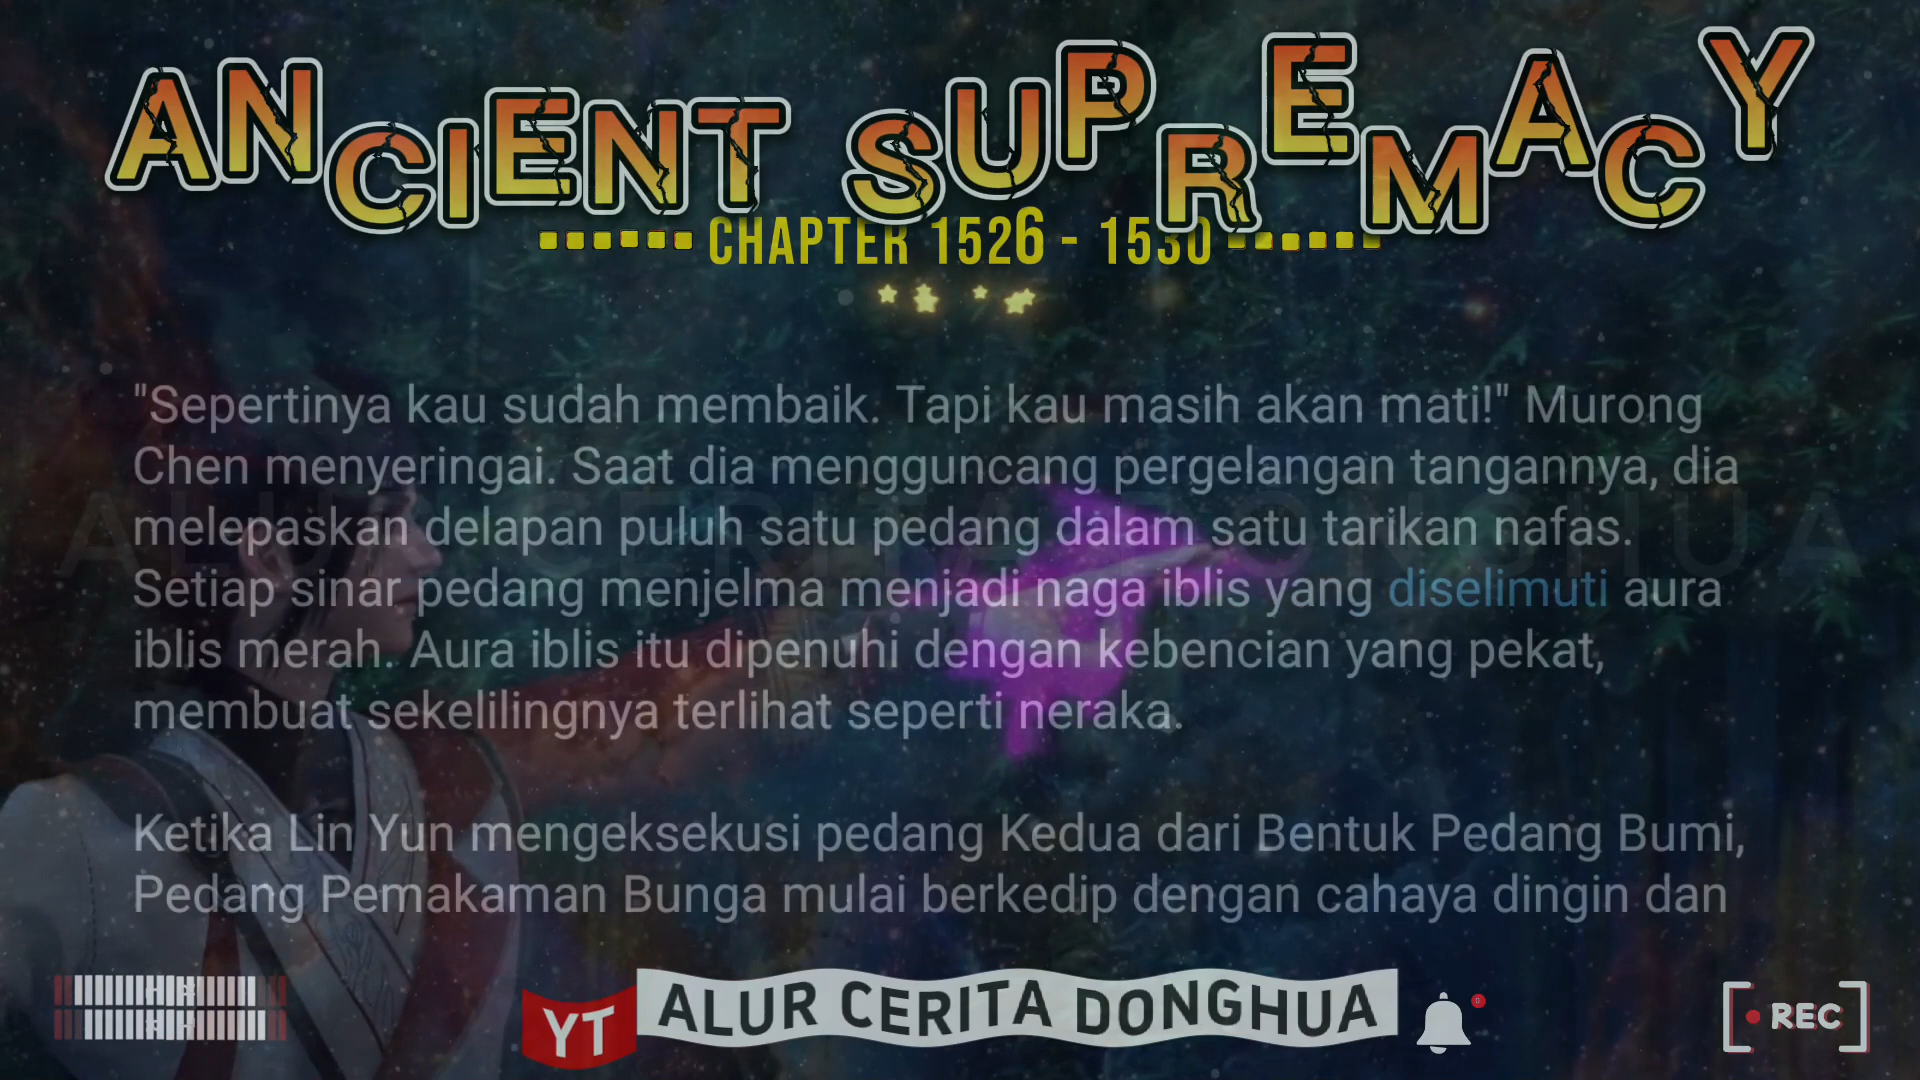 ANCIENT SUPREMACY
CHAPTER 1526 - 1530
"Sepertinya kau sudah membaik. Tapi kau masih akan mati!" Murong
Chen menyeringai. Saat dia mengguncang pergelangan tangannya, dia
melepaskan delapan puluh satu pedang dalam satu tarikan nafas.
Setiap sinar pedang menjelma menjadi naga iblis yang diselimuti aura
iblis merah. Aura iblis itu dipenuhi dengan kebencian yang pekat,
membuat sekelilingnya terlihat seperti neraka.
Ketika Lin Yun mengeksekusi pedang Kedua dari Bentuk Pedang Bumi,
Pedang Pemakaman Bunga mulai berkedip dengan cahaya dingin dan
ALUR CERITA DONGHUA
YT ALUR CERITA DONGHUA
REC